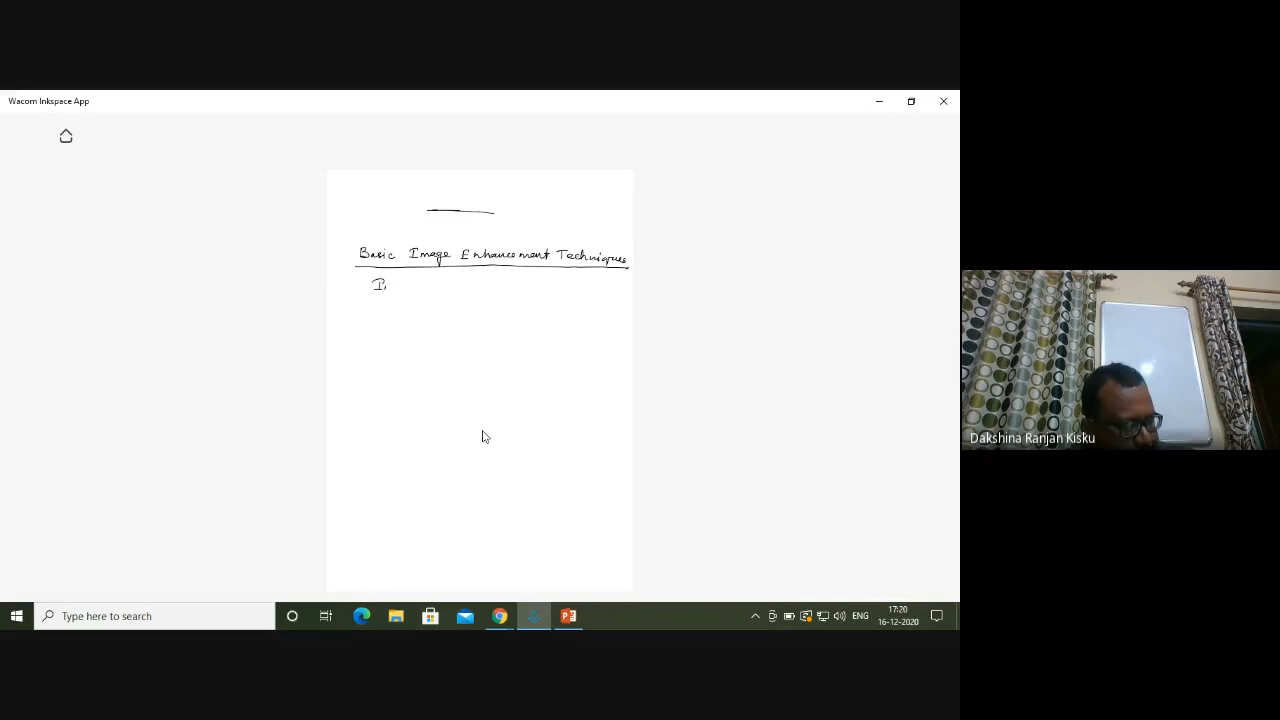 Wacom Inkspace App
Basic Image Enhancement Techniques
I
Dakshina Ranjan Kisku
Type here to search
ENG
17:20
16-12-2020